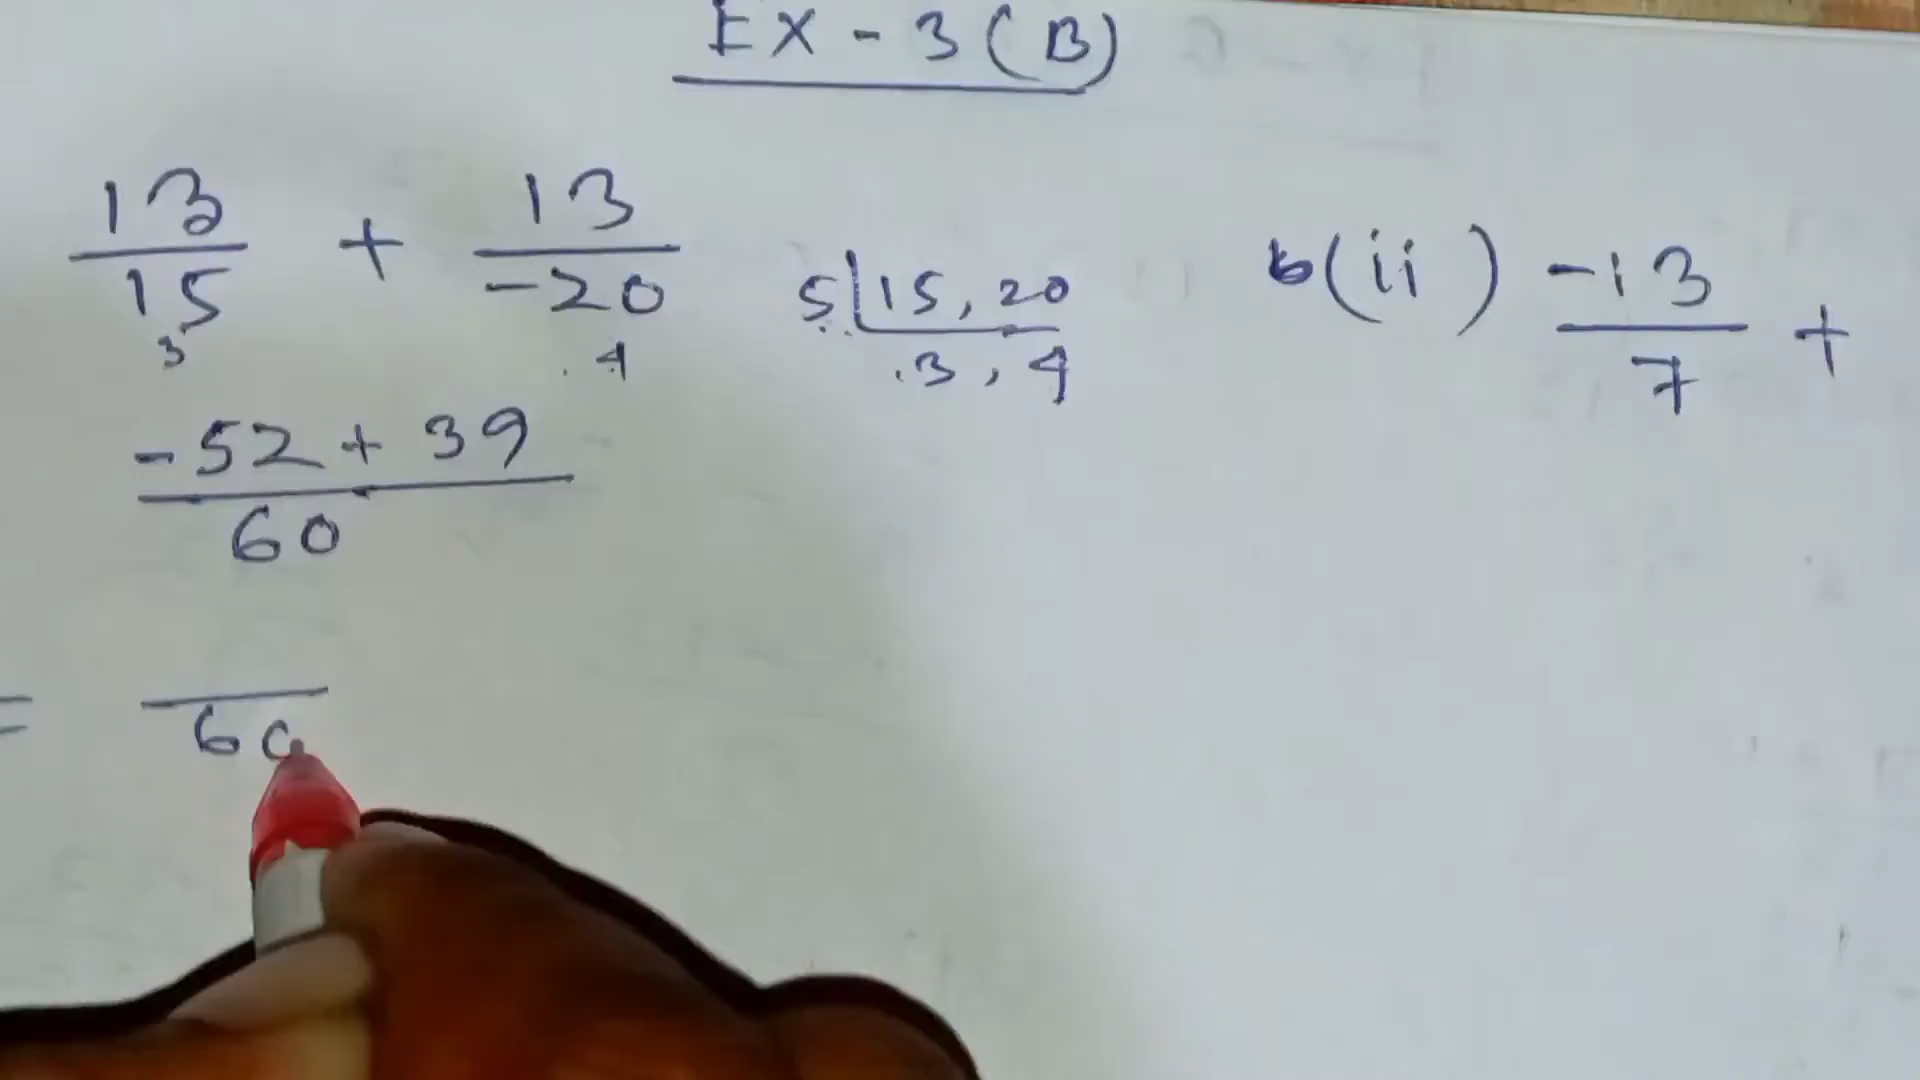 EX - 3 (B)
13/15 + 13/-20
3 4
5 | 15, 20
3, 4
-52 + 39
60
=
60
b(ii) -13/7 +